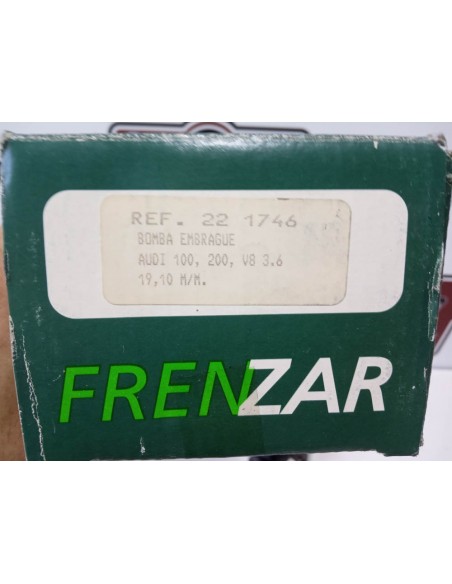 REF. 22 1746
BOMBA EMBRAGUE
AUDI 100, 200, V8 3.6
19,10 M/M.
FRENZAR